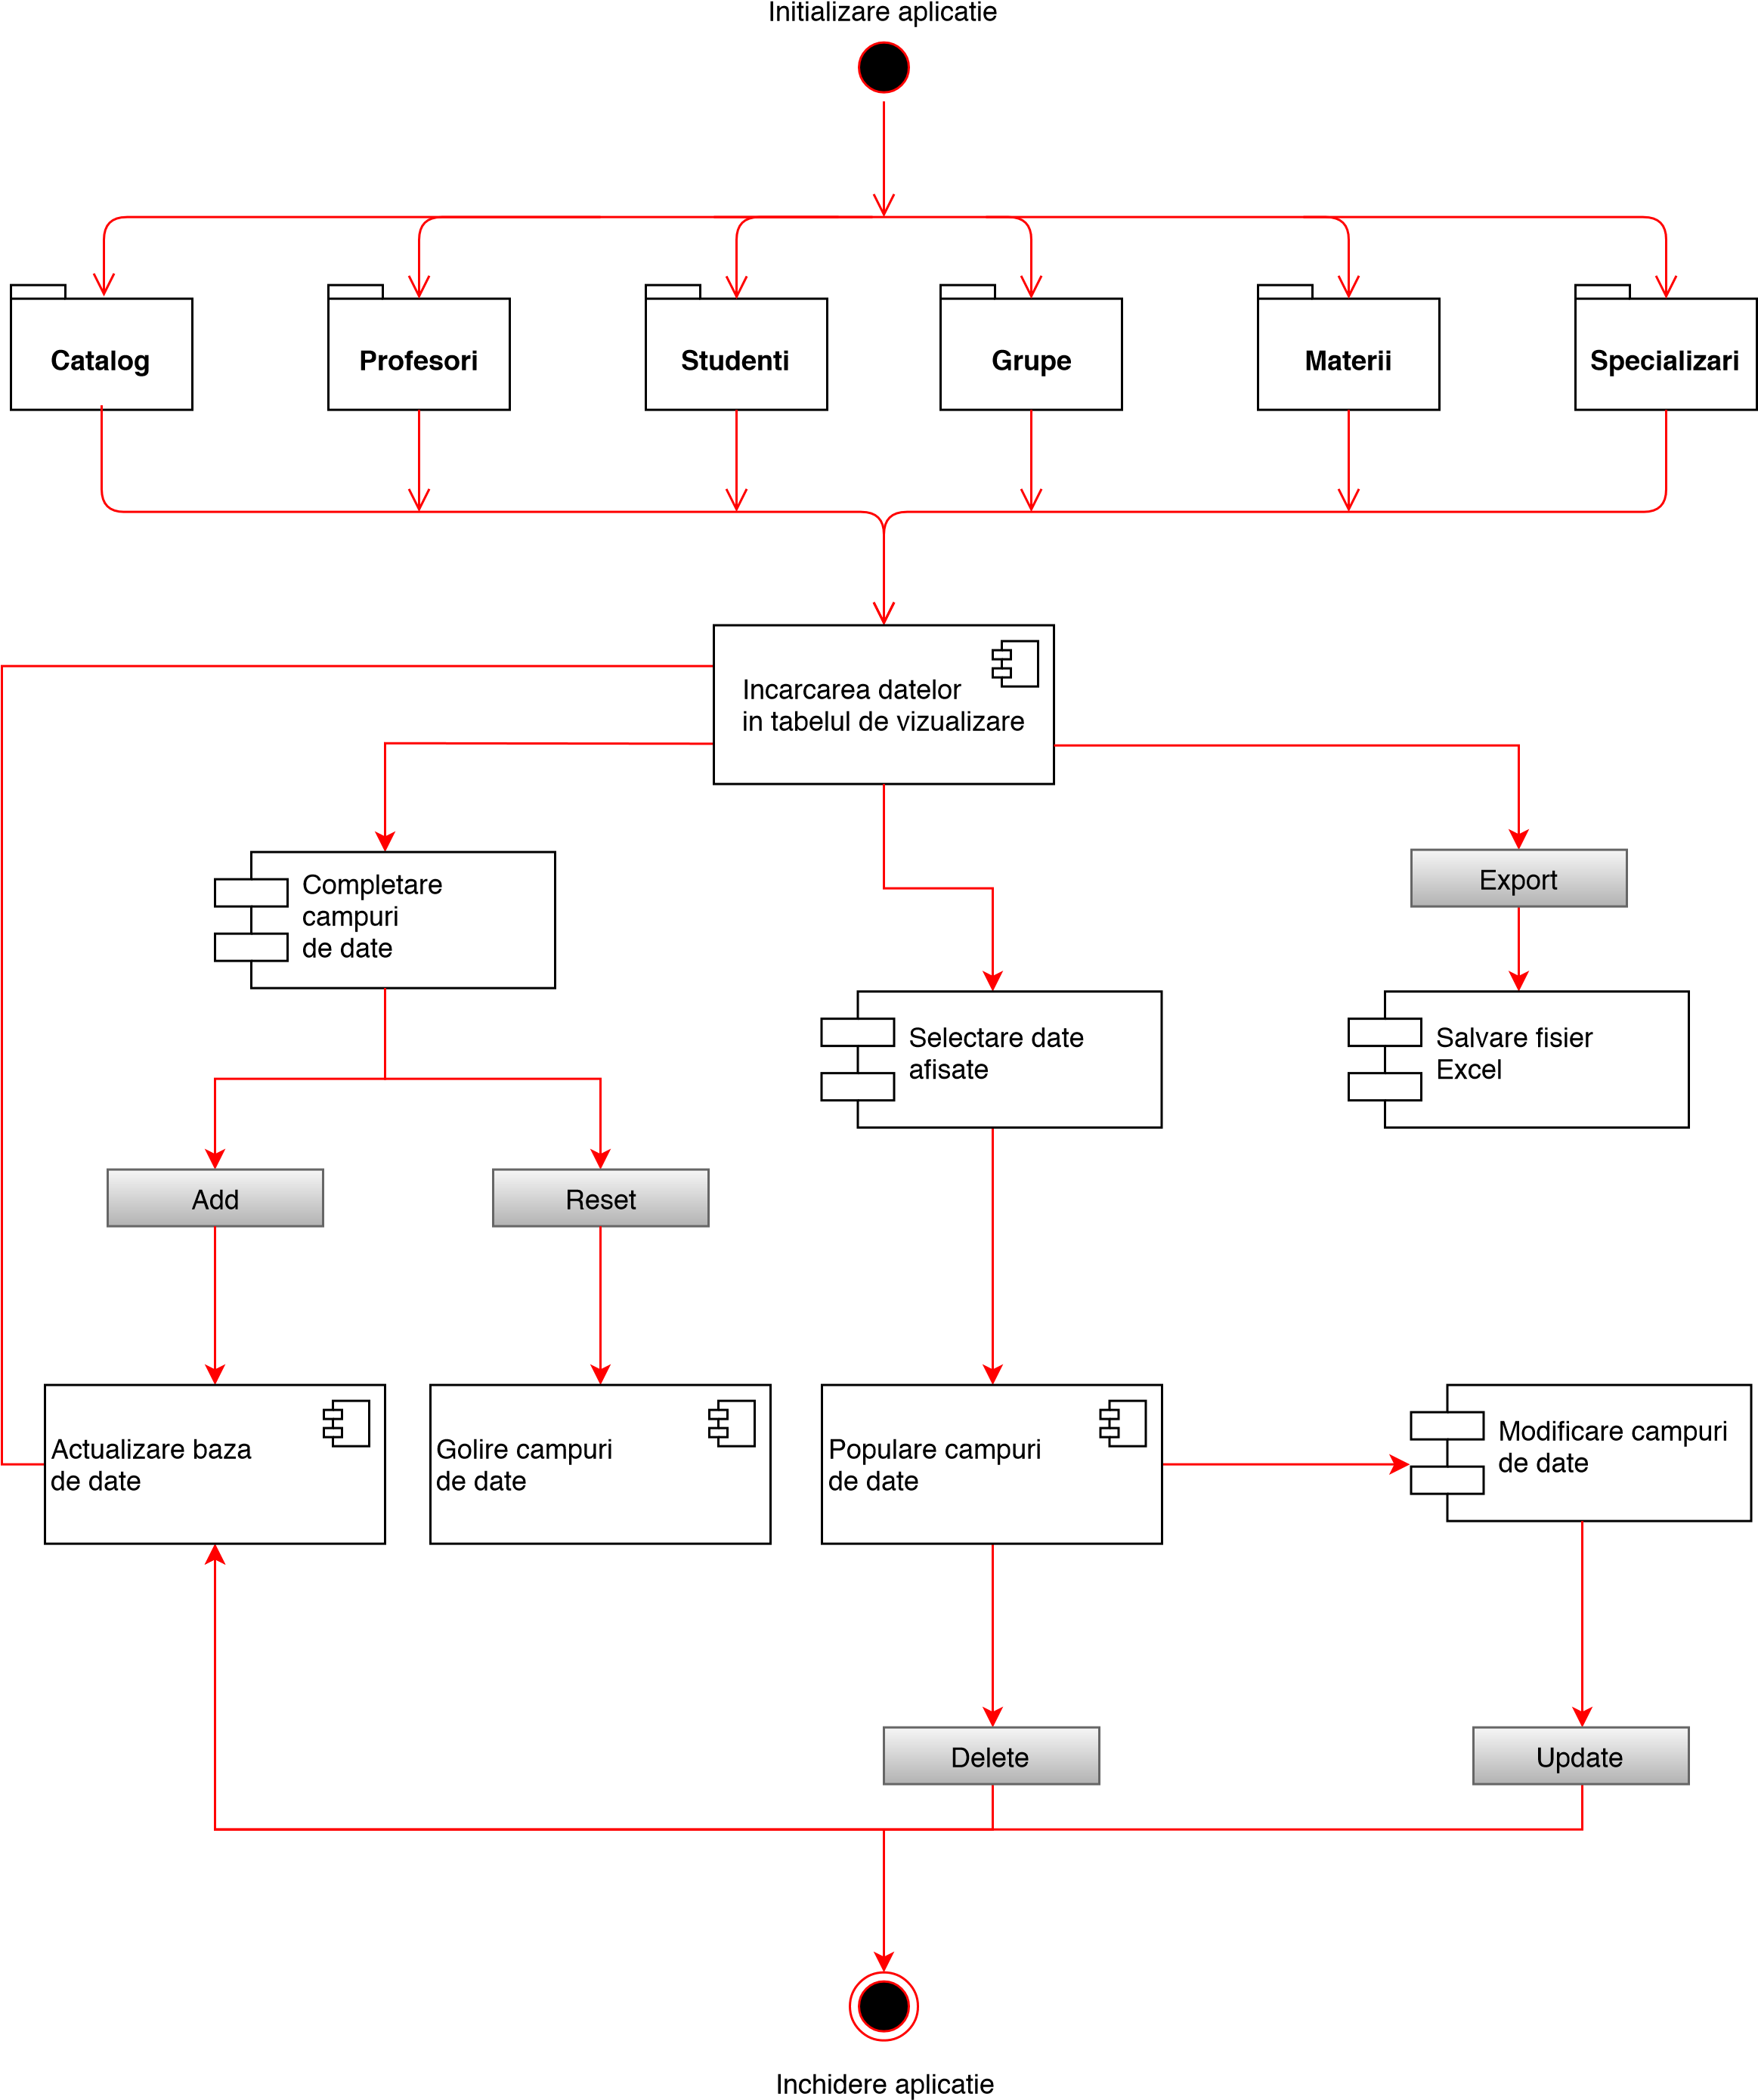 Initializare aplicatie
Catalog
Profesori
Studenti
Grupe
Materii
Specializari
Incarcarea datelor
in tabelul de vizualizare
Completare
campuri
de date
Export
Selectare date
afisate
Salvare fisier
Excel
Add
Reset
Actualizare baza
de date
Golire campuri
de date
Populare campuri
de date
Modificare campuri
de date
Delete
Update
Inchidere aplicatie